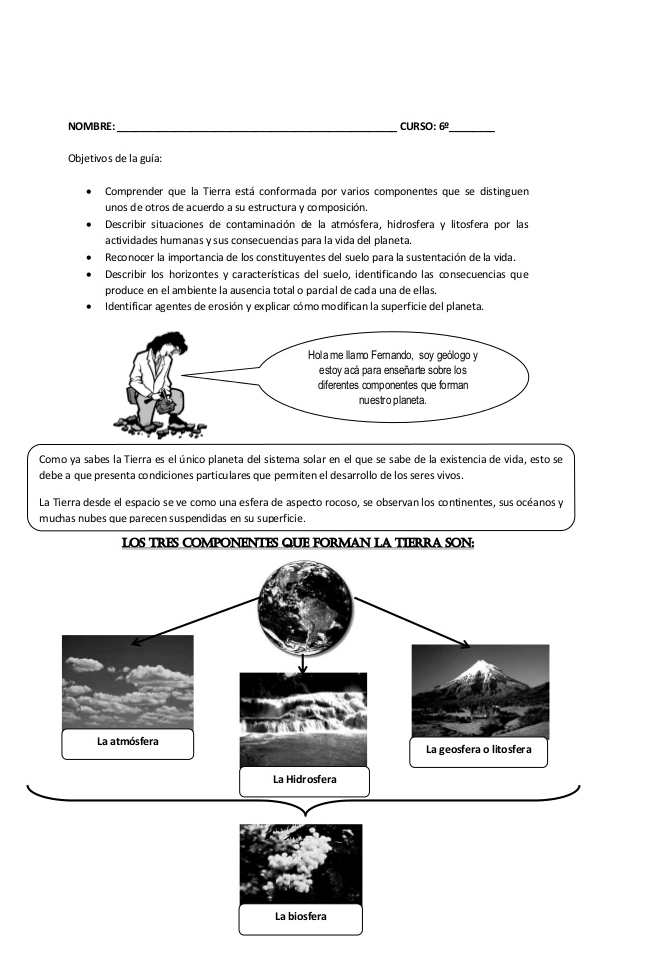 NOMBRE: ______________________________________________ CURSO: 6º________
Objetivos de la guía:
• Comprender que la Tierra está conformada por varios componentes que se distinguen
unos de otros de acuerdo a su estructura y composición.
• Describir situaciones de contaminación de la atmósfera, hidrosfera y litosfera por las
actividades humanas y sus consecuencias para la vida del planeta.
• Reconocer la importancia de los constituyentes del suelo para la sustentación de la vida.
• Describir los horizontes y características del suelo, identificando las consecuencias que
produce en el ambiente la ausencia total o parcial de cada una de ellas.
• Identificar agentes de erosión y explicar cómo modifican la superficie del planeta.
Hola me llamo Fernando, soy geólogo y
estoy acá para enseñarte sobre los
diferentes componentes que forman
nuestro planeta.
Como ya sabes la Tierra es el único planeta del sistema solar en el que se sabe de la existencia de vida, esto se
debe a que presenta condiciones particulares que permiten el desarrollo de los seres vivos.
La Tierra desde el espacio se ve como una esfera de aspecto rocoso, se observan los continentes, sus océanos y
muchas nubes que parecen suspendidas en su superficie.
LOS TRES COMPONENTES QUE FORMAN LA TIERRA SON:
La atmósfera
La geosfera o litosfera
La Hidrosfera
La biosfera